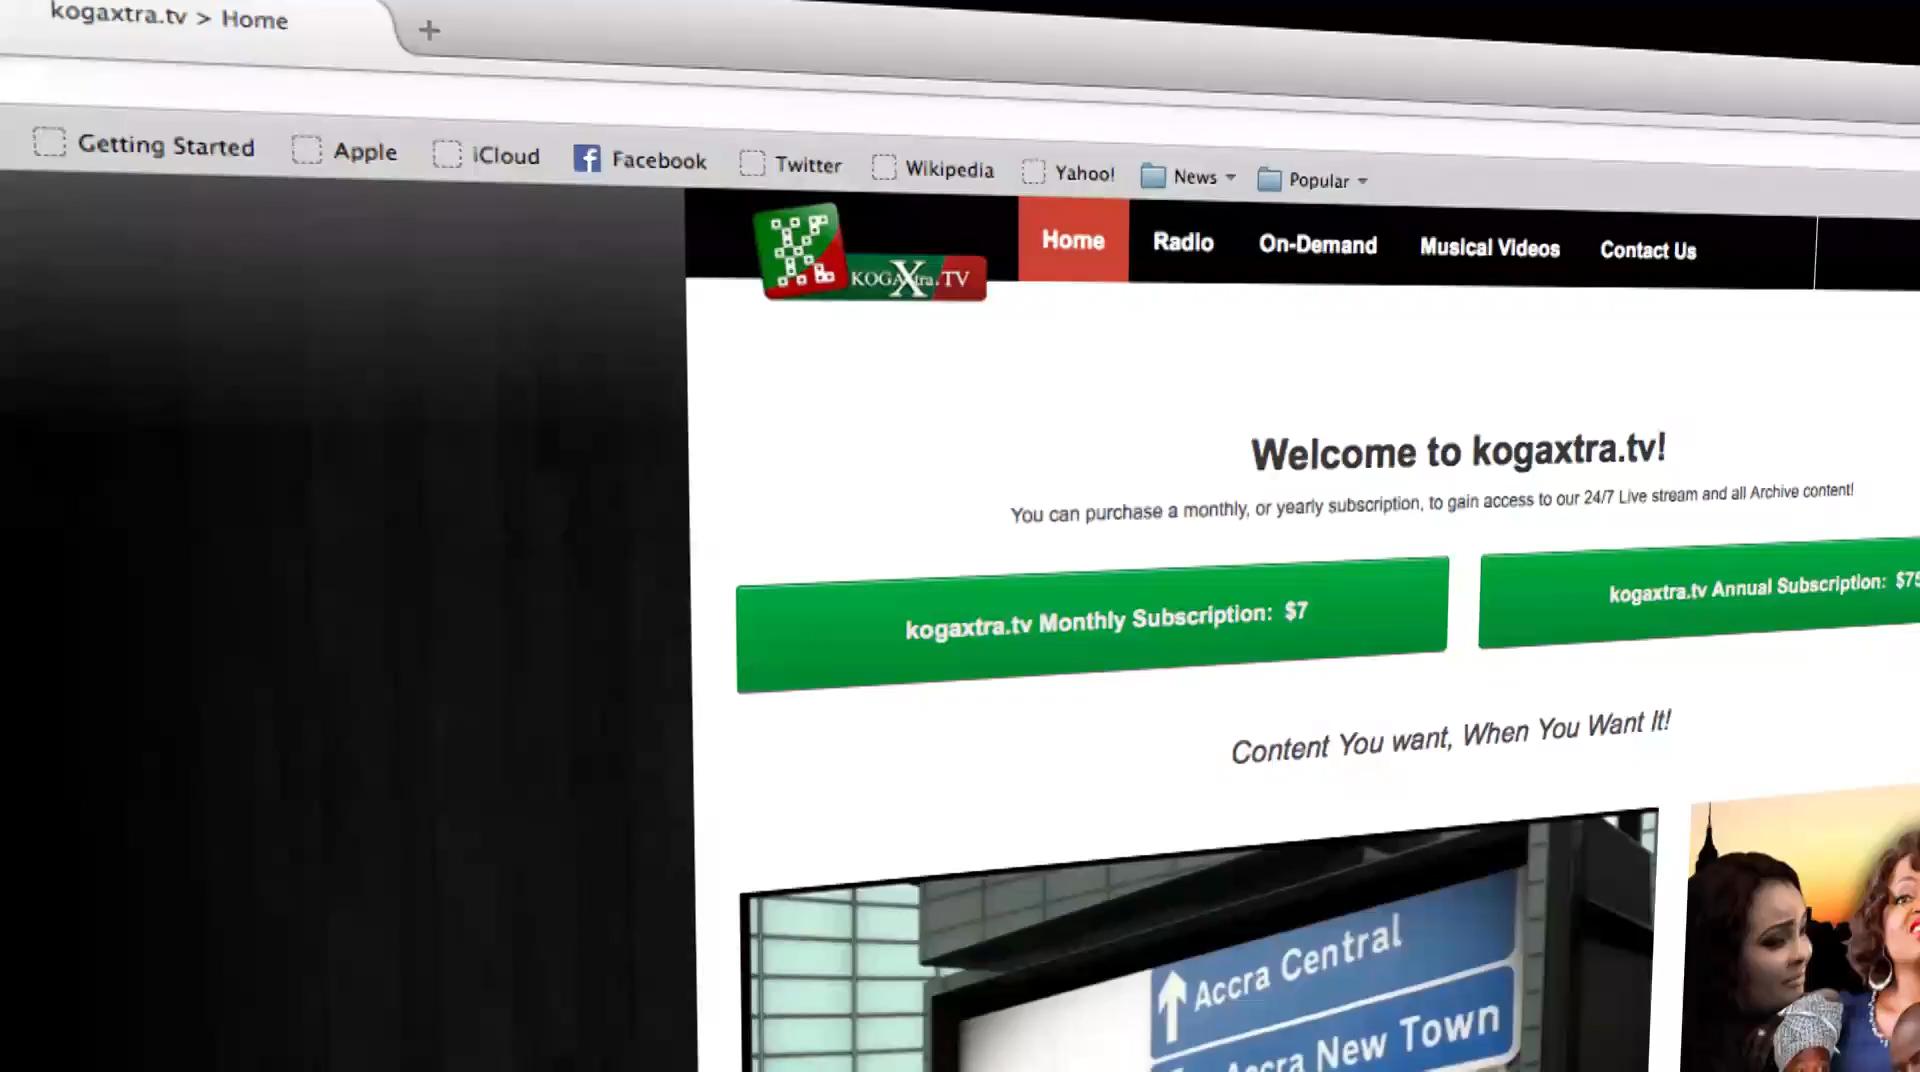 kogaxtra.tv > Home
Getting Started
Apple
iCloud
Facebook
Twitter
Wikipedia
Yahoo!
News
Popular
KOGAXtra.TV
Home
Radio
On-Demand
Musical Videos
Contact Us
Welcome to kogaxtra.tv!
You can purchase a monthly, or yearly subscription, to gain access to our 24/7 Live stream and all Archive content!
kogaxtra.tv Monthly Subscription: $7
kogaxtra.tv Annual Subscription: $75
Content You want, When You Want It!
Accra Central
Accra New Town